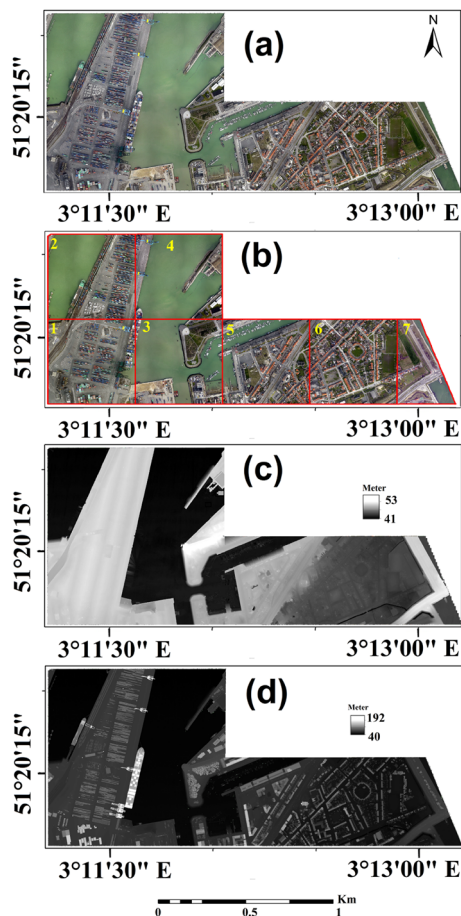 (a)
N
51°20'15"
3°11'30" E
3°13'00" E
2
4
(b)
1
3
5
6
7
51°20'15"
3°11'30" E
3°13'00" E
(c)
Meter
53
41
51°20'15"
3°11'30" E
3°13'00" E
(d)
Meter
192
40
51°20'15"
3°11'30" E
3°13'00" E
Km
0
0.5
1